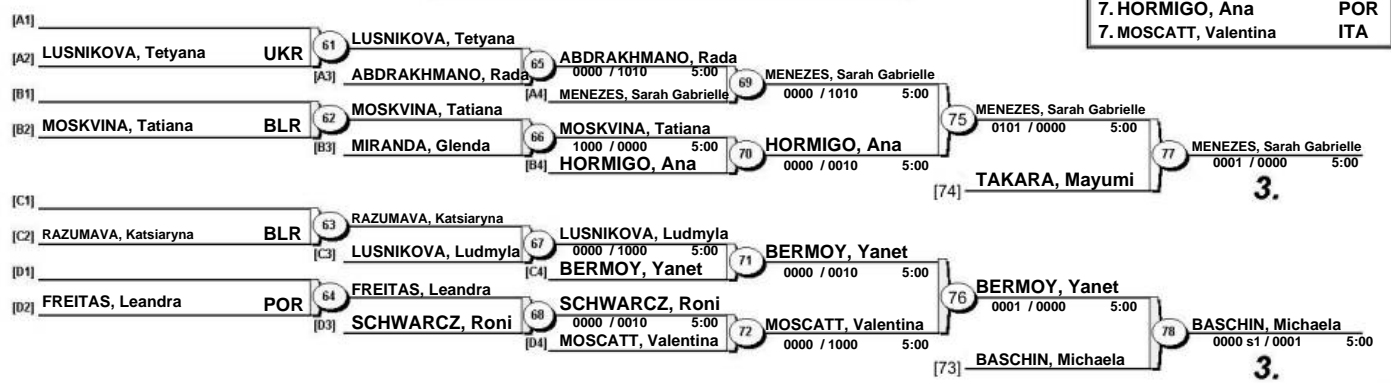 7. HORMIGO, Ana POR
7. MOSCATT, Valentina ITA
[A1]
[A2] LUSNIKOVA, Tetyana UKR
61
LUSNIKOVA, Tetyana
[A3] ABDRAKHMANO, Rada
65
ABDRAKHMANO, Rada
0000 / 1010 5:00
[A4] MENEZES, Sarah Gabrielle
69
MENEZES, Sarah Gabrielle
0000 / 1010 5:00
[B1]
[B2] MOSKVINA, Tatiana BLR
62
MOSKVINA, Tatiana
[B3] MIRANDA, Glenda
66
MOSKVINA, Tatiana
1000 / 0000 5:00
[B4] HORMIGO, Ana
70
HORMIGO, Ana
0000 / 0010 5:00
75
MENEZES, Sarah Gabrielle
0101 / 0000 5:00
[74] TAKARA, Mayumi
77
MENEZES, Sarah Gabrielle
0001 / 0000 5:00
3.
[C1]
[C2] RAZUMAVA, Katsiaryna BLR
63
RAZUMAVA, Katsiaryna
[C3] LUSNIKOVA, Ludmyla
67
LUSNIKOVA, Ludmyla
0000 / 1000 5:00
[C4] BERMOY, Yanet
71
BERMOY, Yanet
0000 / 0010 5:00
[D1]
[D2] FREITAS, Leandra POR
64
FREITAS, Leandra
[D3] SCHWARCZ, Roni
68
SCHWARCZ, Roni
0000 / 0010 5:00
[D4] MOSCATT, Valentina
72
MOSCATT, Valentina
0000 / 1000 5:00
76
BERMOY, Yanet
0001 / 0000 5:00
[73] BASCHIN, Michaela
78
BASCHIN, Michaela
0000 s1 / 0001 5:00
3.